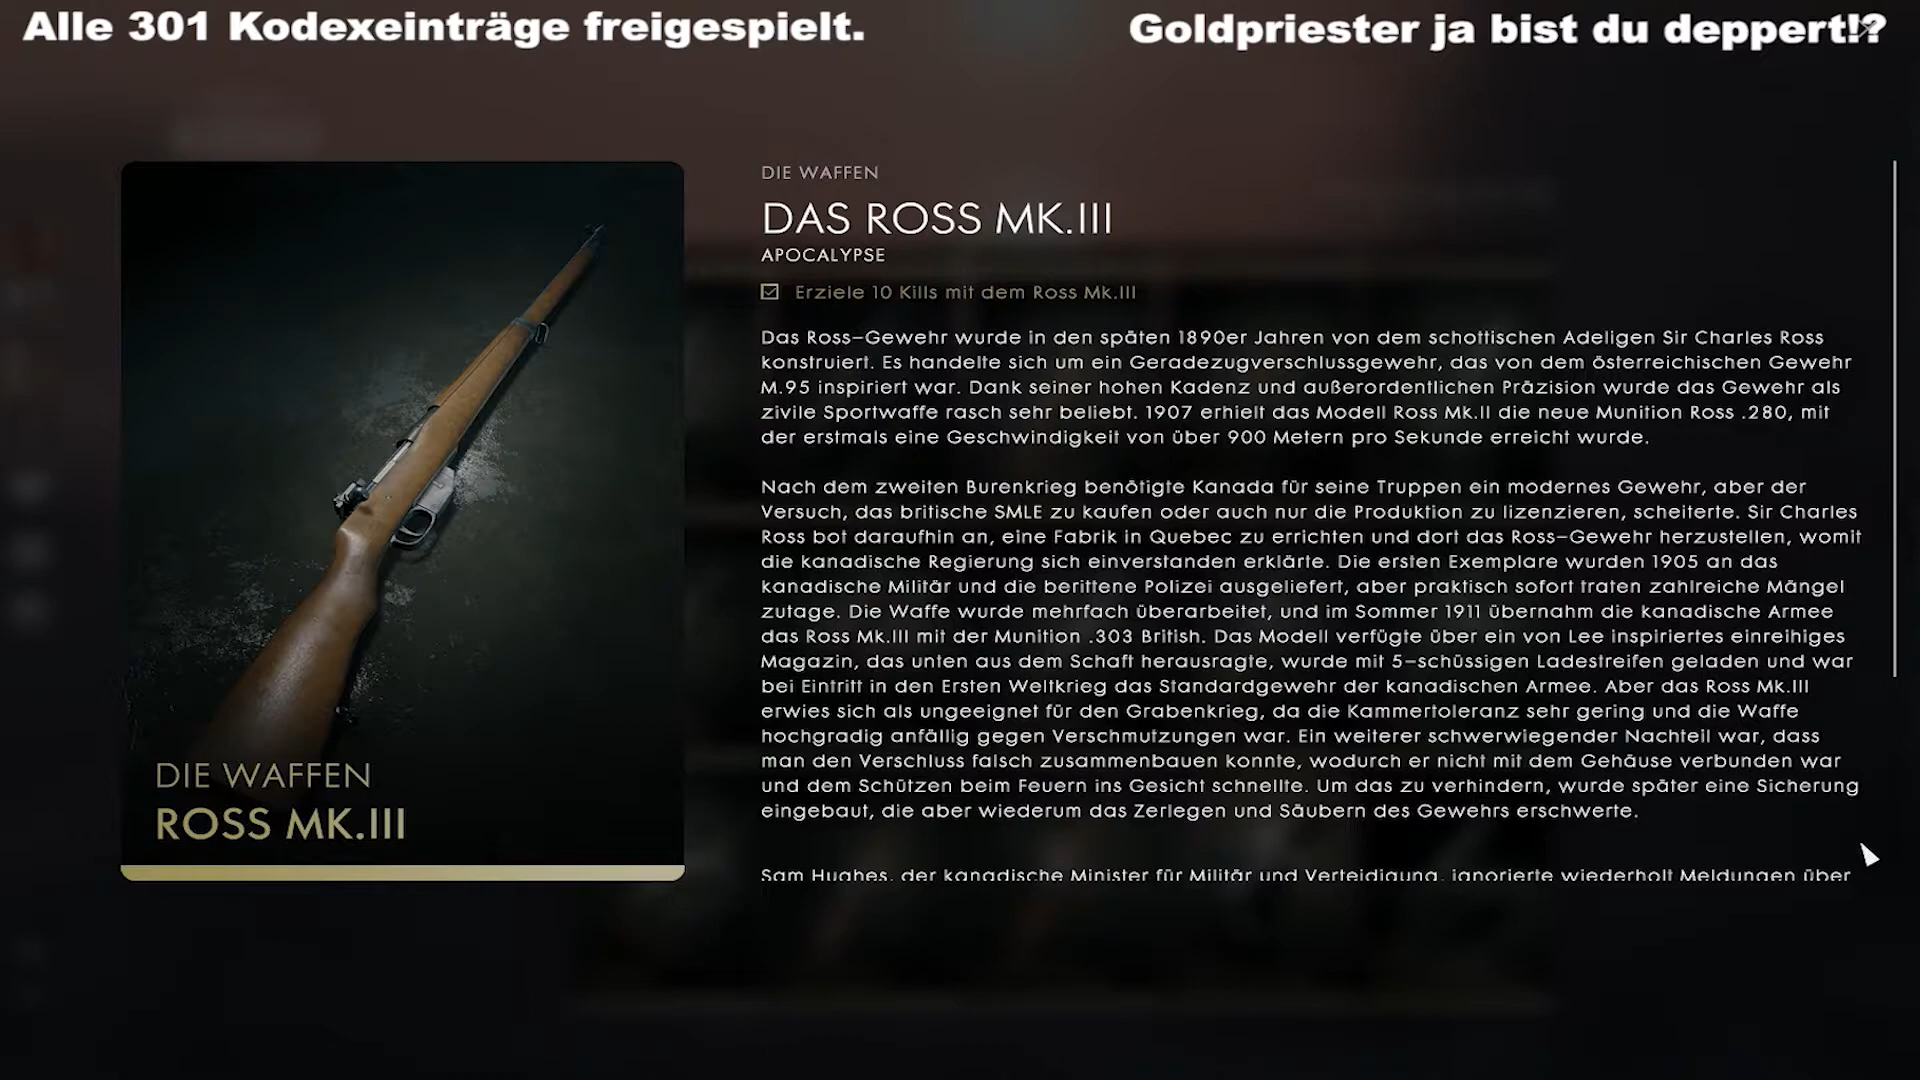 Alle 301 Kodexeinträge freigespielt.
Goldpriester ja bist du deppert!?
DIE WAFFEN
DAS ROSS MK.III
APOCALYPSE
Erziele 10 Kills mit dem Ross Mk.III
Das Ross-Gewehr wurde in den späten 1890er Jahren von dem schottischen Adeligen Sir Charles Ross
konstruiert. Es handelte sich um ein Geradezugverschlussgewehr, das von dem österreichischen Gewehr
M.95 inspiriert war. Dank seiner hohen Kadenz und außerordentlichen Präzision wurde das Gewehr als
zivile Sportwaffe rasch sehr beliebt. 1907 erhielt das Modell Ross Mk.II die neue Munition Ross .280, mit
der erstmals eine Geschwindigkeit von über 900 Metern pro Sekunde erreicht wurde.
Nach dem zweiten Burenkrieg benötigte Kanada für seine Truppen ein modernes Gewehr, aber der
Versuch, das britische SMLE zu kaufen oder auch nur die Produktion zu lizenzieren, scheiterte. Sir Charles
Ross bot daraufhin an, eine Fabrik in Quebec zu errichten und dort das Ross-Gewehr herzustellen, womit
die kanadische Regierung sich einverstanden erklärte. Die ersten Exemplare wurden 1905 an das
kanadische Militär und die berittene Polizei ausgeliefert, aber praktisch sofort traten zahlreiche Mängel
zutage. Die Waffe wurde mehrfach überarbeitet, und im Sommer 1911 übernahm die kanadische Armee
das Ross Mk.III mit der Munition .303 British. Das Modell verfügte über ein von Lee inspiriertes einreihiges
Magazin, das unten aus dem Schaft herausragte, wurde mit 5-schüssigen Ladestreifen geladen und war
bei Eintritt in den Ersten Weltkrieg das Standardgewehr der kanadischen Armee. Aber das Ross Mk.III
erwies sich als ungeeignet für den Grabenkrieg, da die Kammertoleranz sehr gering und die Waffe
hochgradig anfällig gegen Verschmutzungen war. Ein weiterer schwerwiegender Nachteil war, dass
man den Verschluss falsch zusammenbauen konnte, wodurch er nicht mit dem Gehäuse verbunden war
und dem Schützen beim Feuern ins Gesicht schnellte. Um das zu verhindern, wurde später eine Sicherung
eingebaut, die aber wiederum das Zerlegen und Säubern des Gewehrs erschwerte.
Sam Hughes, der kanadische Minister für Militär und Verteidigung, ignorierte wiederholt Meldungen über
DIE WAFFEN
ROSS MK.III